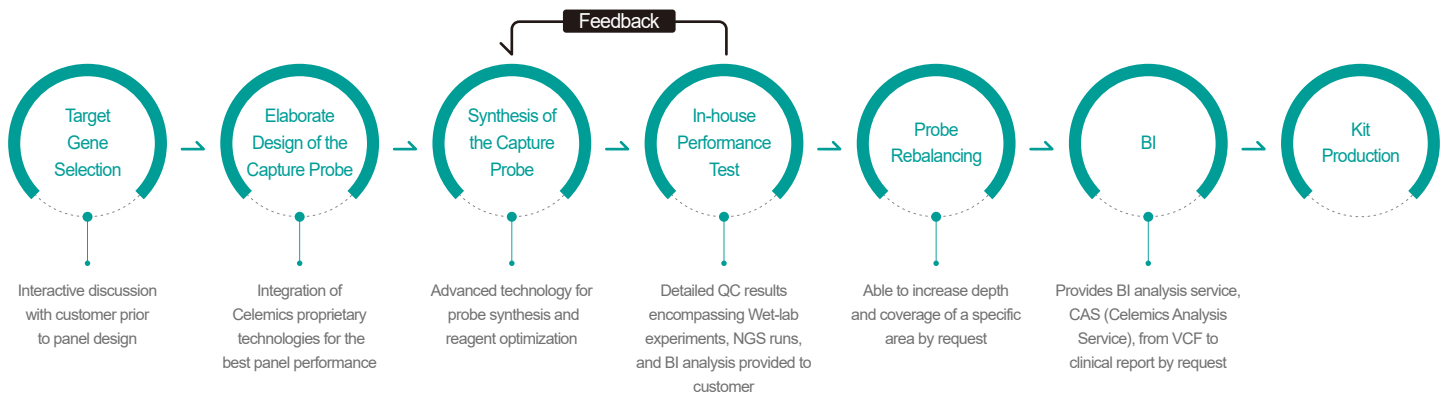 Feedback
Target
Gene
Selection
Elaborate
Design of the
Capture Probe
Synthesis of
the Capture
Probe
In-house
Performance
Test
Probe
Rebalancing
BI
Kit
Production
Interactive discussion
with customer prior
to panel design
Integration of
Celemics proprietary
technologies for the
best panel performance
Advanced technology for
probe synthesis and
reagent optimization
Detailed QC results
encompassing Wet-lab
experiments, NGS runs,
and BI analysis provided to
customer
Able to increase depth
and coverage of a specific
area by request
Provides BI analysis service,
CAS (Celemics Analysis
Service), from VCF to
clinical report by request